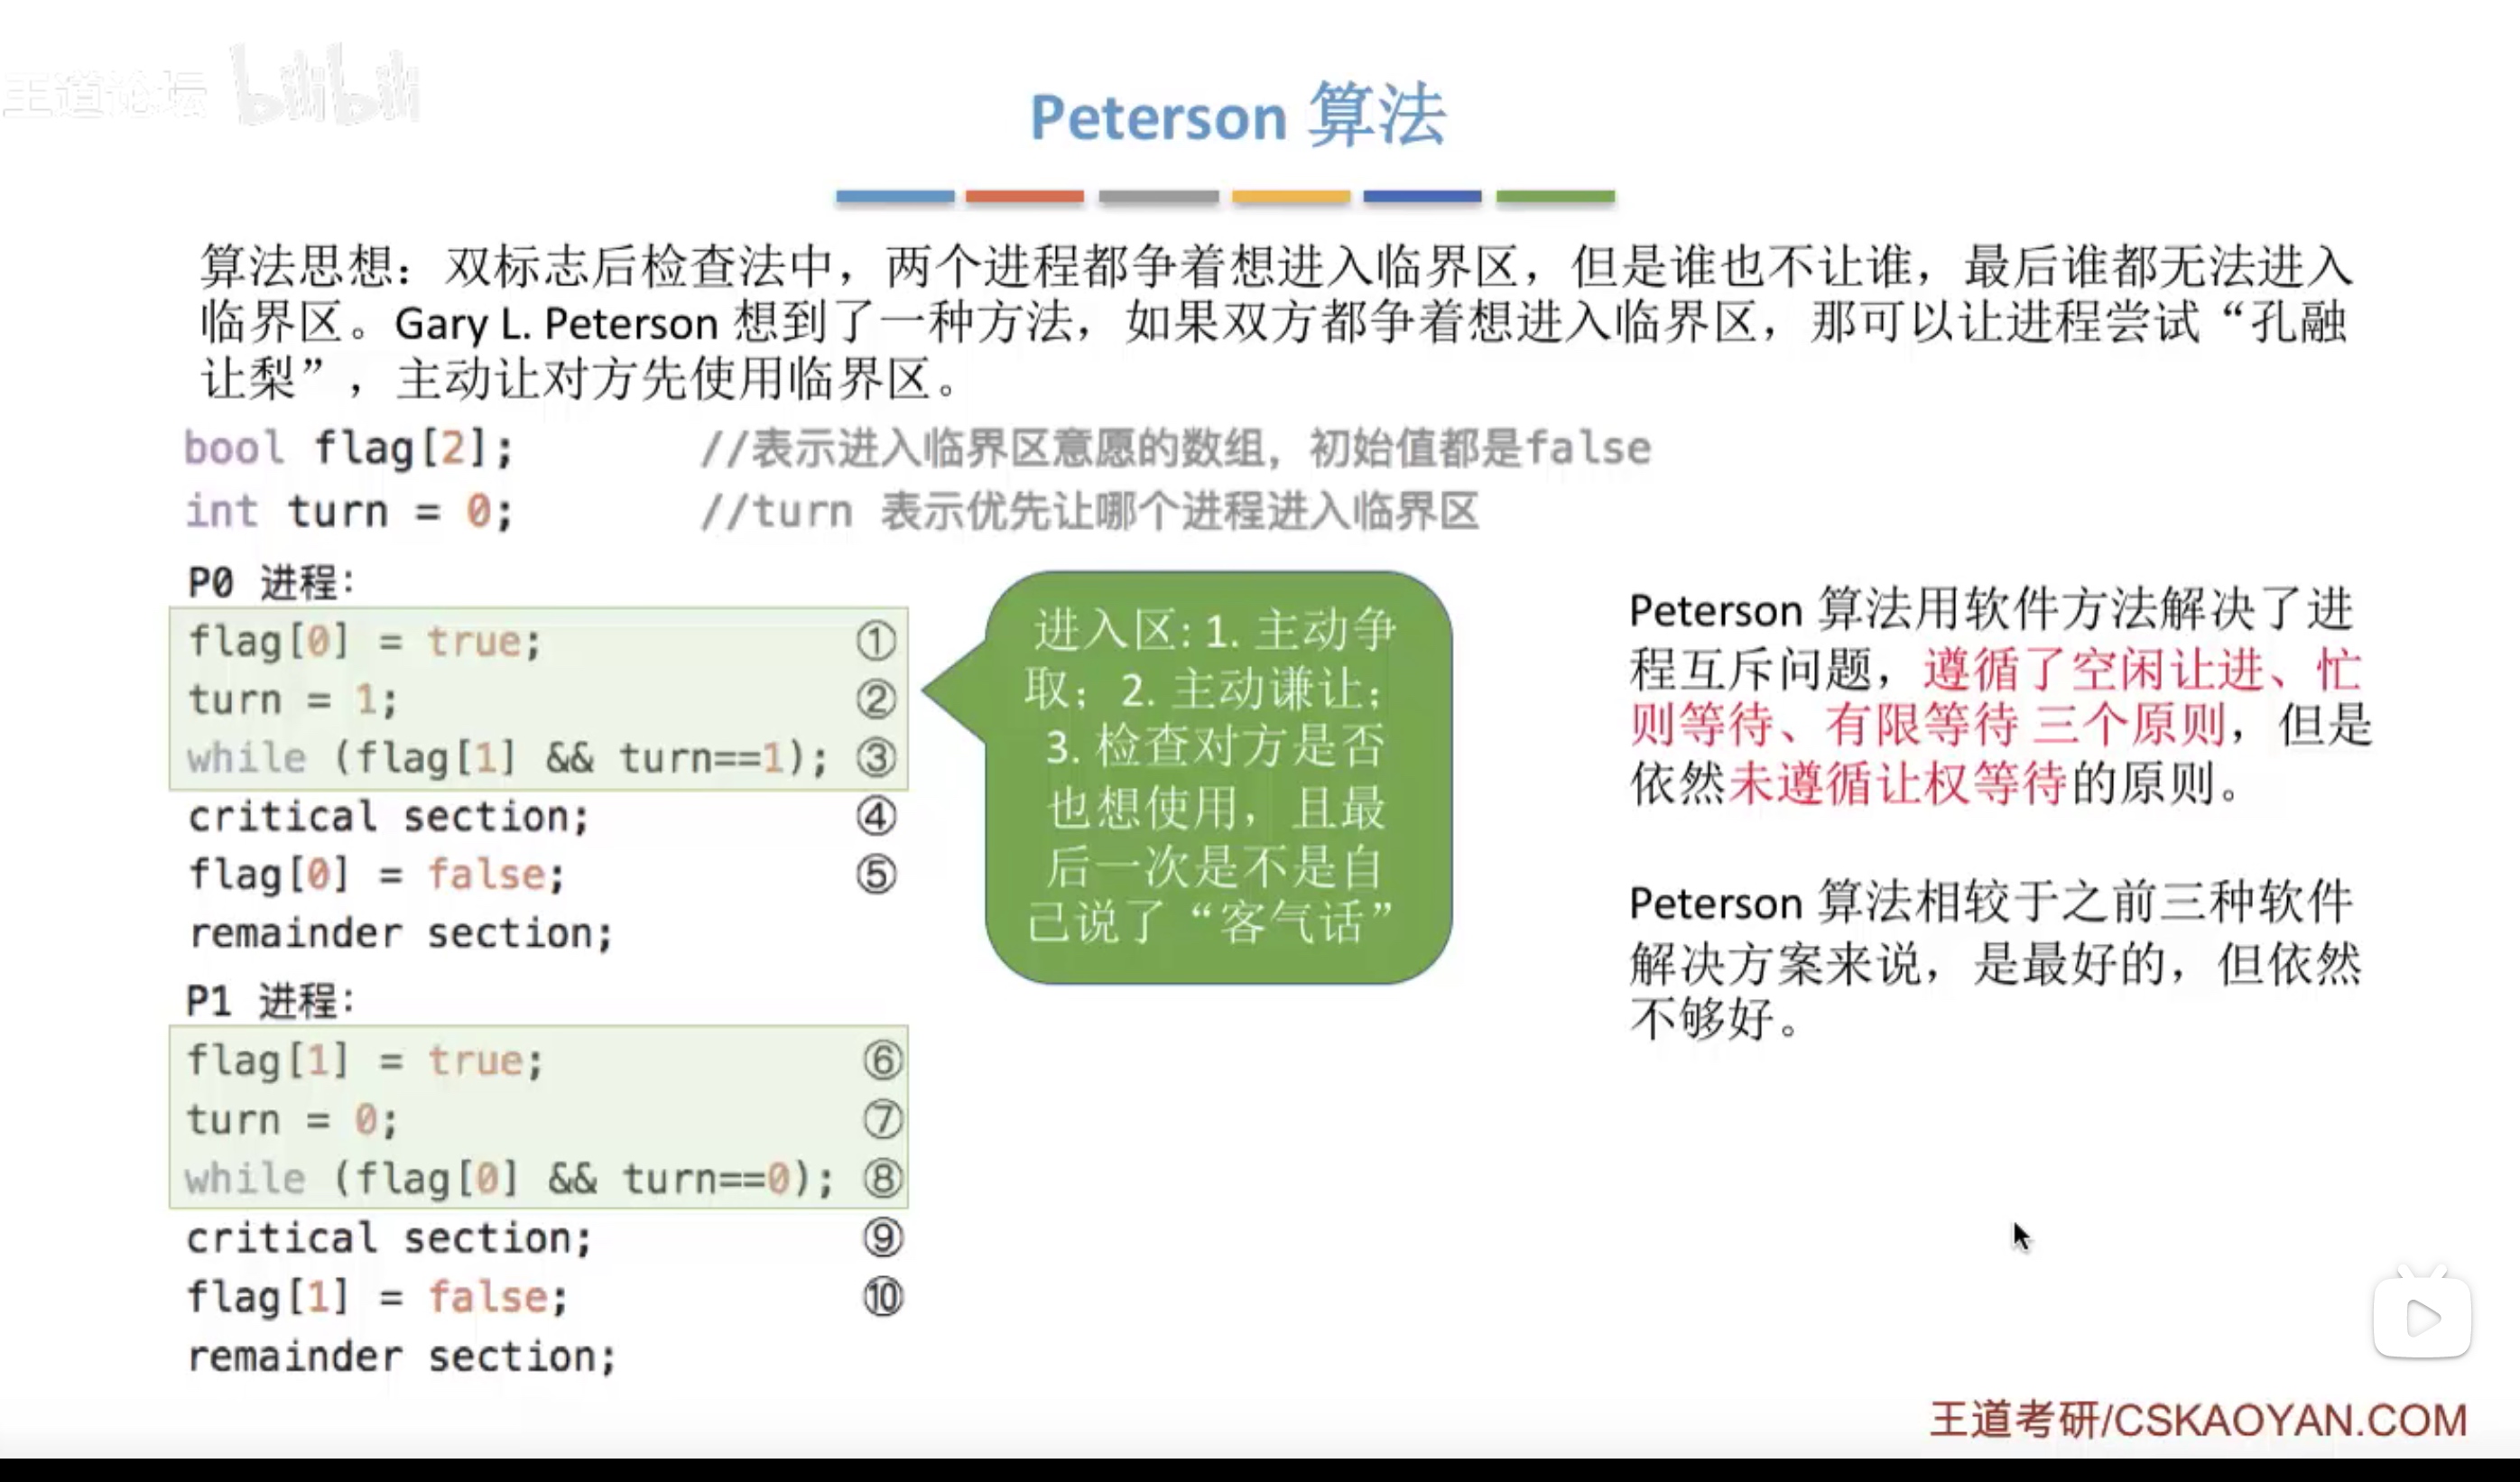 王道论坛 bilibili
Peterson 算法
算法思想：双标志后检查法中，两个进程都争着想进入临界区，但是谁也不让谁，最后谁都无法进入
临界区。Gary L. Peterson 想到了一种方法，如果双方都争着想进入临界区，那可以让进程尝试“孔融
让梨”，主动让对方先使用临界区。
bool flag[2]; //表示进入临界区意愿的数组，初始值都是false
int turn = 0; //turn 表示优先让哪个进程进入临界区
P0 进程：
flag[0] = true; ①
turn = 1; ②
while (flag[1] && turn==1); ③
critical section; ④
flag[0] = false; ⑤
remainder section;
P1 进程：
flag[1] = true; ⑥
turn = 0; ⑦
while (flag[0] && turn==0); ⑧
critical section; ⑨
flag[1] = false; ⑩
remainder section;
进入区：1. 主动争
取；2. 主动谦让；
3. 检查对方是否
也想使用，且最
后一次是不是自
己说了“客气话”
Peterson 算法用软件方法解决了进
程互斥问题，遵循了空闲让进、忙
则等待、有限等待 三个原则，但是
依然未遵循让权等待的原则。
Peterson 算法相较于之前三种软件
解决方案来说，是最好的，但依然
不够好。
王道考研/CSKAOYAN.COM